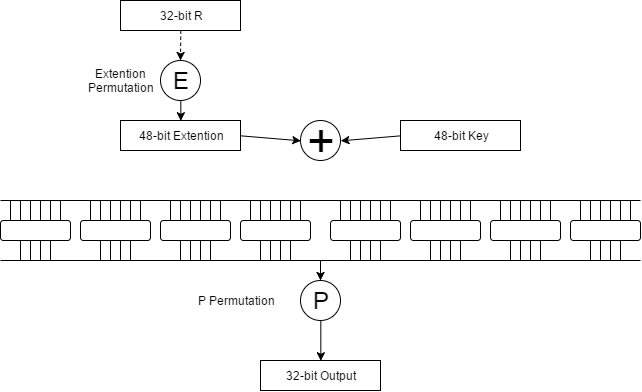 32-bit R
Extention
Permutation
E
48-bit Extention
+
48-bit Key
P Permutation
P
32-bit Output